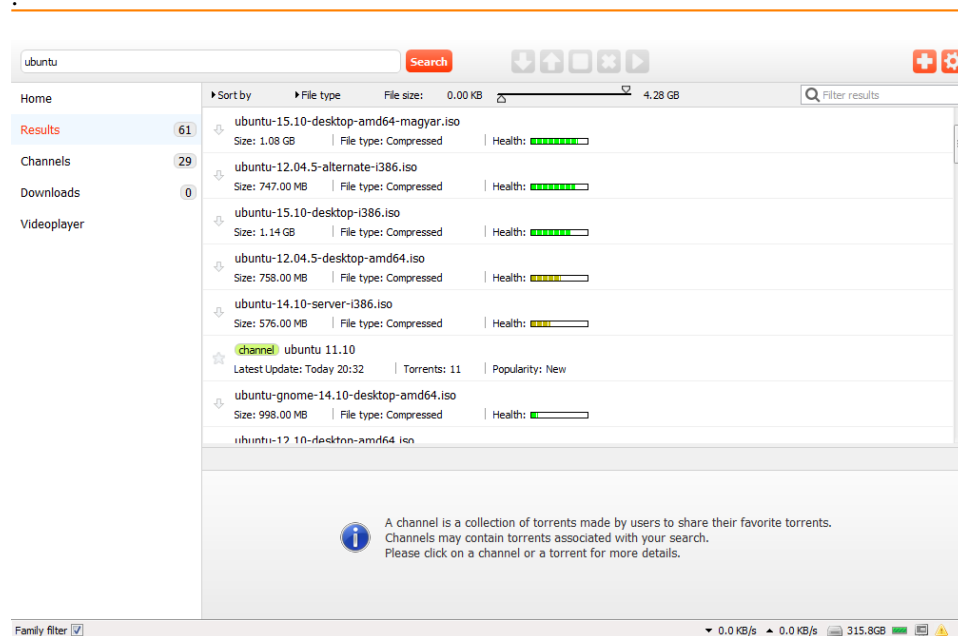 ubuntu
Search
Home
Results 61
Channels 29
Downloads 0
Videoplayer
Sort by File type File size: 0.00 KB 4.28 GB Filter results
ubuntu-15.10-desktop-amd64-magyar.iso
Size: 1.08 GB File type: Compressed Health:
ubuntu-12.04.5-alternate-i386.iso
Size: 747.00 MB File type: Compressed Health:
ubuntu-15.10-desktop-i386.iso
Size: 1.14 GB File type: Compressed Health:
ubuntu-12.04.5-desktop-amd64.iso
Size: 758.00 MB File type: Compressed Health:
ubuntu-14.10-server-i386.iso
Size: 576.00 MB File type: Compressed Health:
channel ubuntu 11.10
Latest Update: Today 20:32 Torrents: 11 Popularity: New
ubuntu-gnome-14.10-desktop-amd64.iso
Size: 998.00 MB File type: Compressed Health:
ubuntu-12.10-desktop-amd64.iso
A channel is a collection of torrents made by users to share their favorite torrents.
Channels may contain torrents associated with your search.
Please click on a channel or a torrent for more details.
Family filter 0.0 KB/s 0.0 KB/s 315.8GB